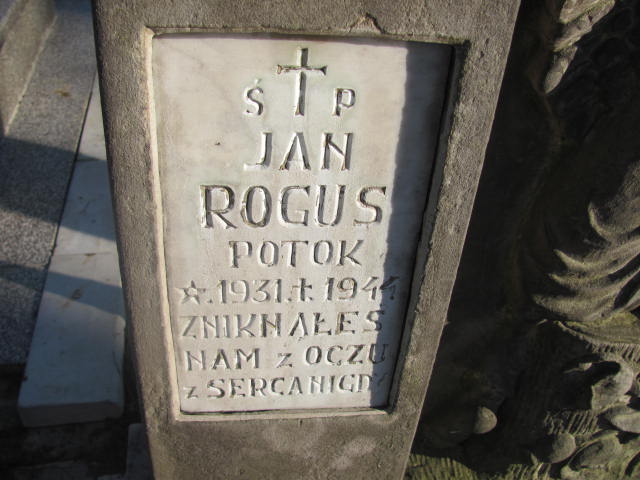 Ś P
JAN
ROGUS
POTOK
☆.1931.✝1944
ZNIKNĄŁEŚ
NAM z OCZU
z SERCA NIGDY